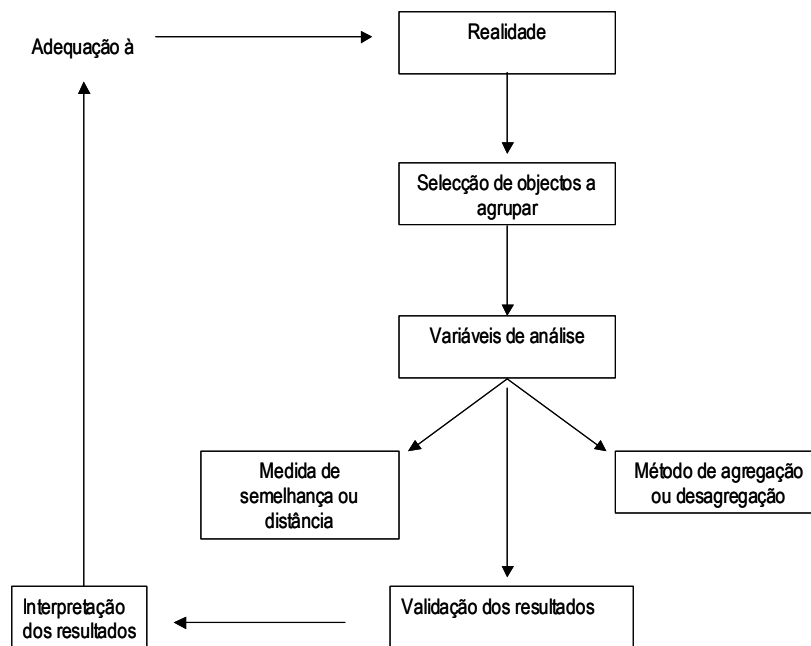 Adequação à
Realidade
Selecção de objectos a
agrupar
Variáveis de análise
Medida de
semelhança ou
distância
Método de agregação
ou desagregação
Validação dos resultados
Interpretação
dos resultados